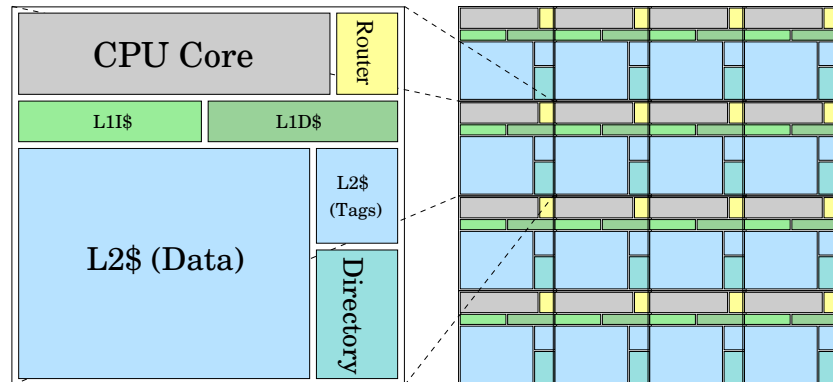 CPU Core
Router
L1I$
L1D$
L2$ (Data)
L2$
(Tags)
Directory